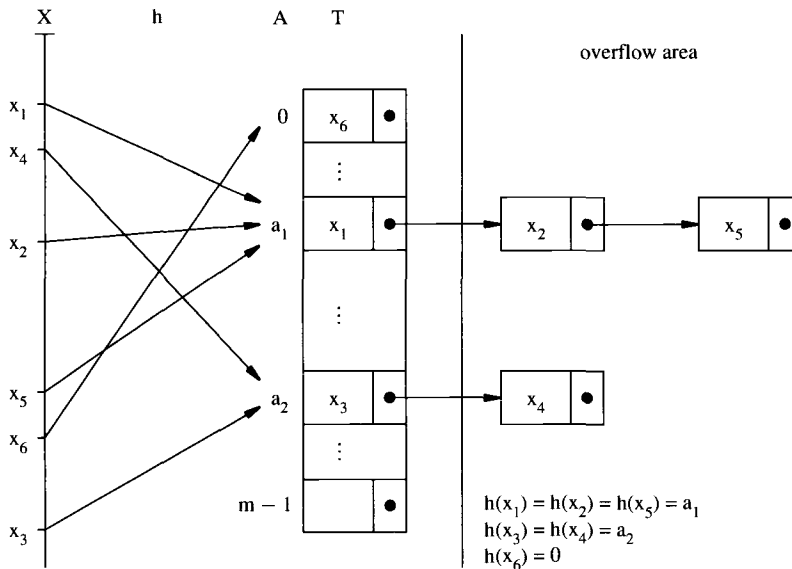 X h A T
overflow area
x₁
0 x₆
x₄
⋮
a₁ x₁ x₂ x₅
x₂
⋮
x₅
a₂ x₃ x₄
x₆
⋮
m − 1
x₃
h(x₁) = h(x₂) = h(x₅) = a₁
h(x₃) = h(x₄) = a₂
h(x₆) = 0